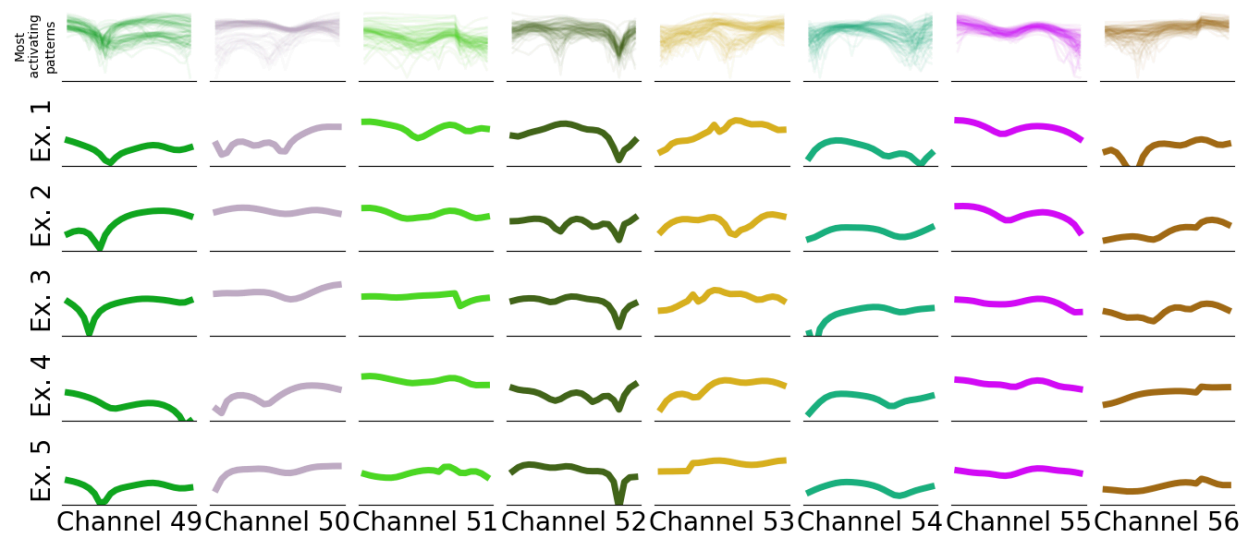 Most
activating
patterns
Ex. 1
Ex. 2
Ex. 3
Ex. 4
Ex. 5
Channel 49 Channel 50 Channel 51 Channel 52 Channel 53 Channel 54 Channel 55 Channel 56